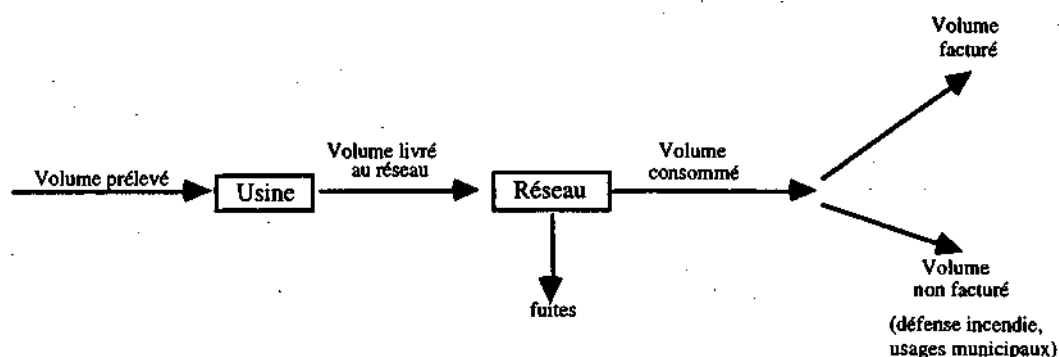 Volume
facturé
Volume livré
au réseau
Volume
consommé
Volume prélevé
Usine
Réseau
fuites
Volume
non facturé
(défense incendie,
usages municipaux)